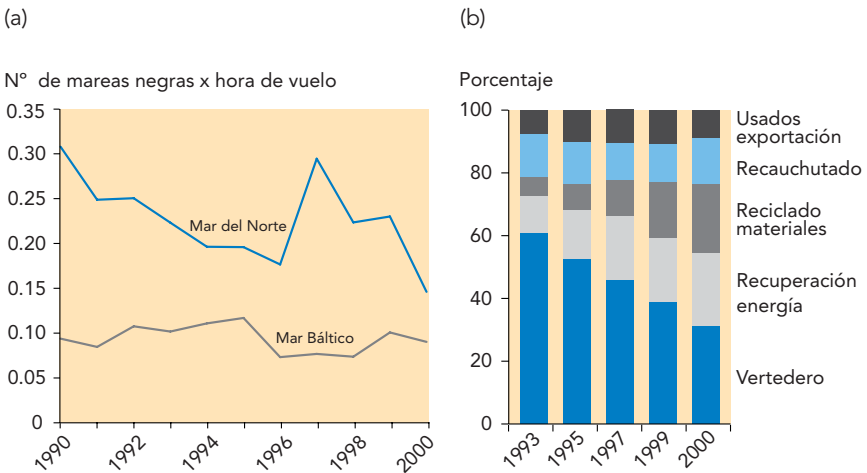 (a)
Nº de mareas negras x hora de vuelo
0.35
0.30
0.25
0.20
0.15
0.10
0.05
0
Mar del Norte
Mar Báltico
1990
1992
1994
1996
1998
2000
(b)
Porcentaje
100
80
60
40
20
0
Usados
exportación
Recauchutado
Reciclado
materiales
Recuperación
energía
Vertedero
1993
1995
1997
1999
2000